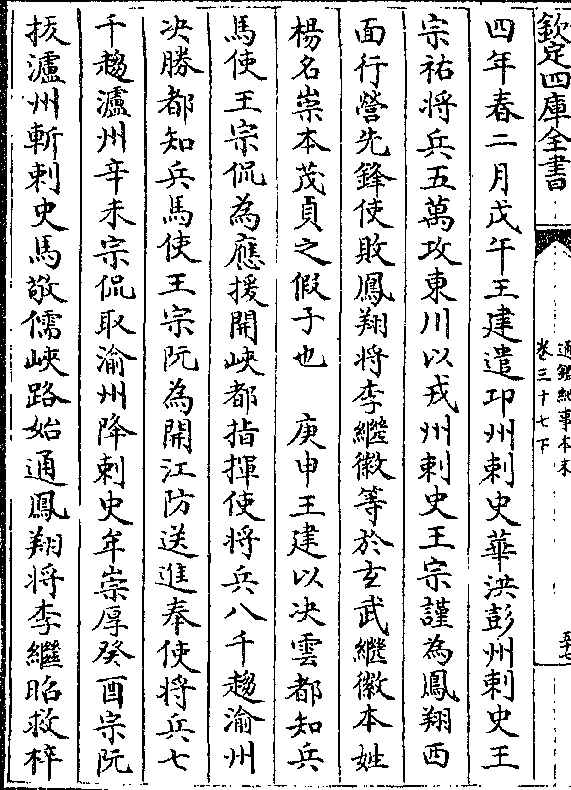 欽定四庫全書
通鑑紀事本末
卷三十七下
四年春二月戊午王建遣卭州刺史華洪彭州刺史王
宗祐将兵五萬攻東川以戎州刺史王宗謹為鳳翔西
面行營先鋒使敗鳳翔将李繼徽等於玄武繼徽本姓
楊名崇本茂貞之假子也　庚申王建以决雲都知兵
馬使王宗侃為應援開峽都指揮使将兵八千趨渝州
决勝都知兵馬使王宗阮為開江防送進奉使将兵七
千趨瀘州辛未宗侃取渝州降刺史牟崇厚癸酉宗阮
拔瀘州斬刺史馬敬儒峽路始通鳳翔将李繼昭救梓